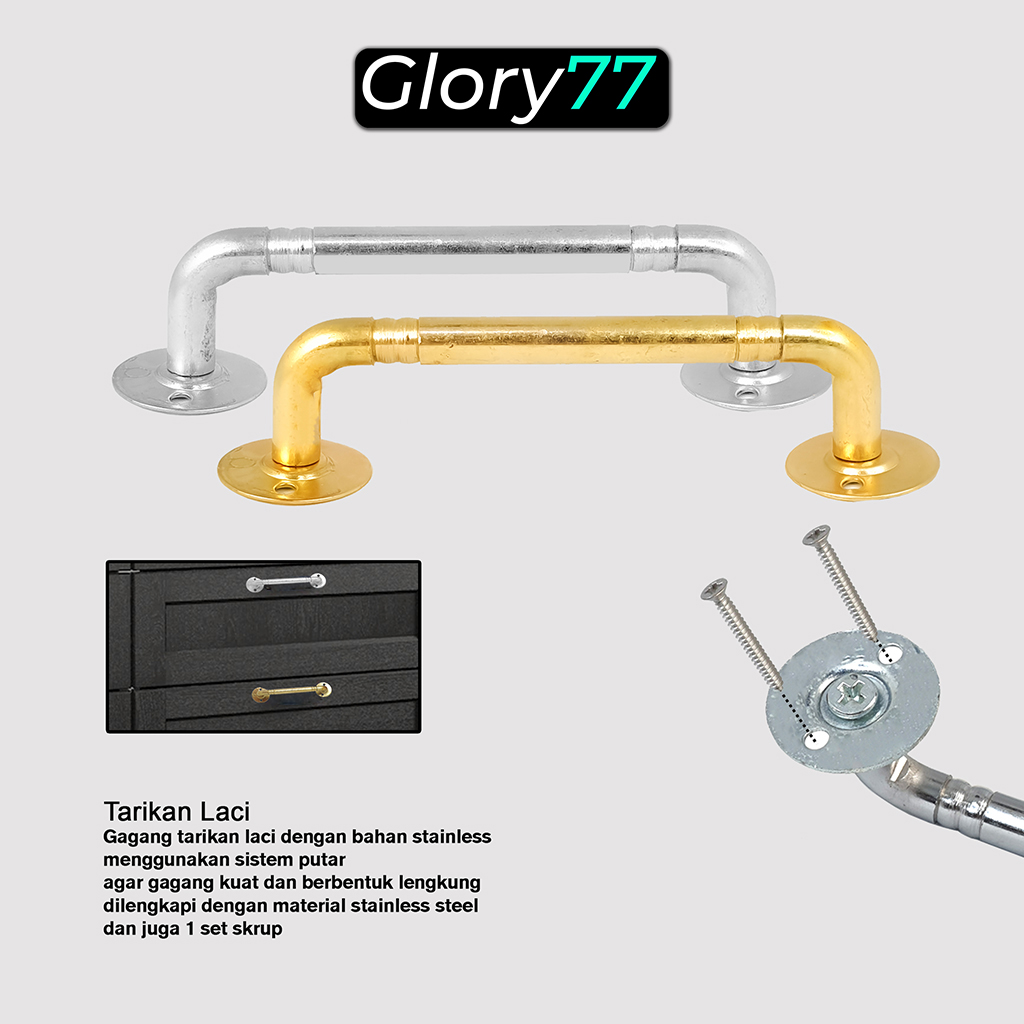 Glory77
Tarikan Laci
Gagang tarikan laci dengan bahan stainless
menggunakan sistem putar
agar gagang kuat dan berbentuk lengkung
dilengkapi dengan material stainless steel
dan juga 1 set skrup